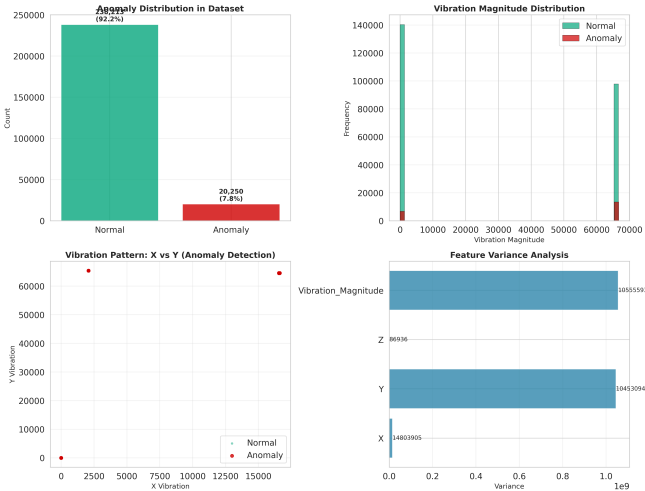 Anomaly Distribution in Dataset
(92.2%)
20,250
(7.8%)
Count
250000
200000
150000
100000
50000
0
Normal
Anomaly
Vibration Magnitude Distribution
Normal
Anomaly
Frequency
140000
120000
100000
80000
60000
40000
20000
0
0 10000 20000 30000 40000 50000 60000 70000
Vibration Magnitude
Vibration Pattern: X vs Y (Anomaly Detection)
Y Vibration
60000
50000
40000
30000
20000
10000
0
Normal
Anomaly
0 2500 5000 7500 10000 12500 15000
X Vibration
Feature Variance Analysis
Vibration_Magnitude
Z
86936
Y
10453094
X
14803905
0.0 0.2 0.4 0.6 0.8 1.0
1e9
Variance